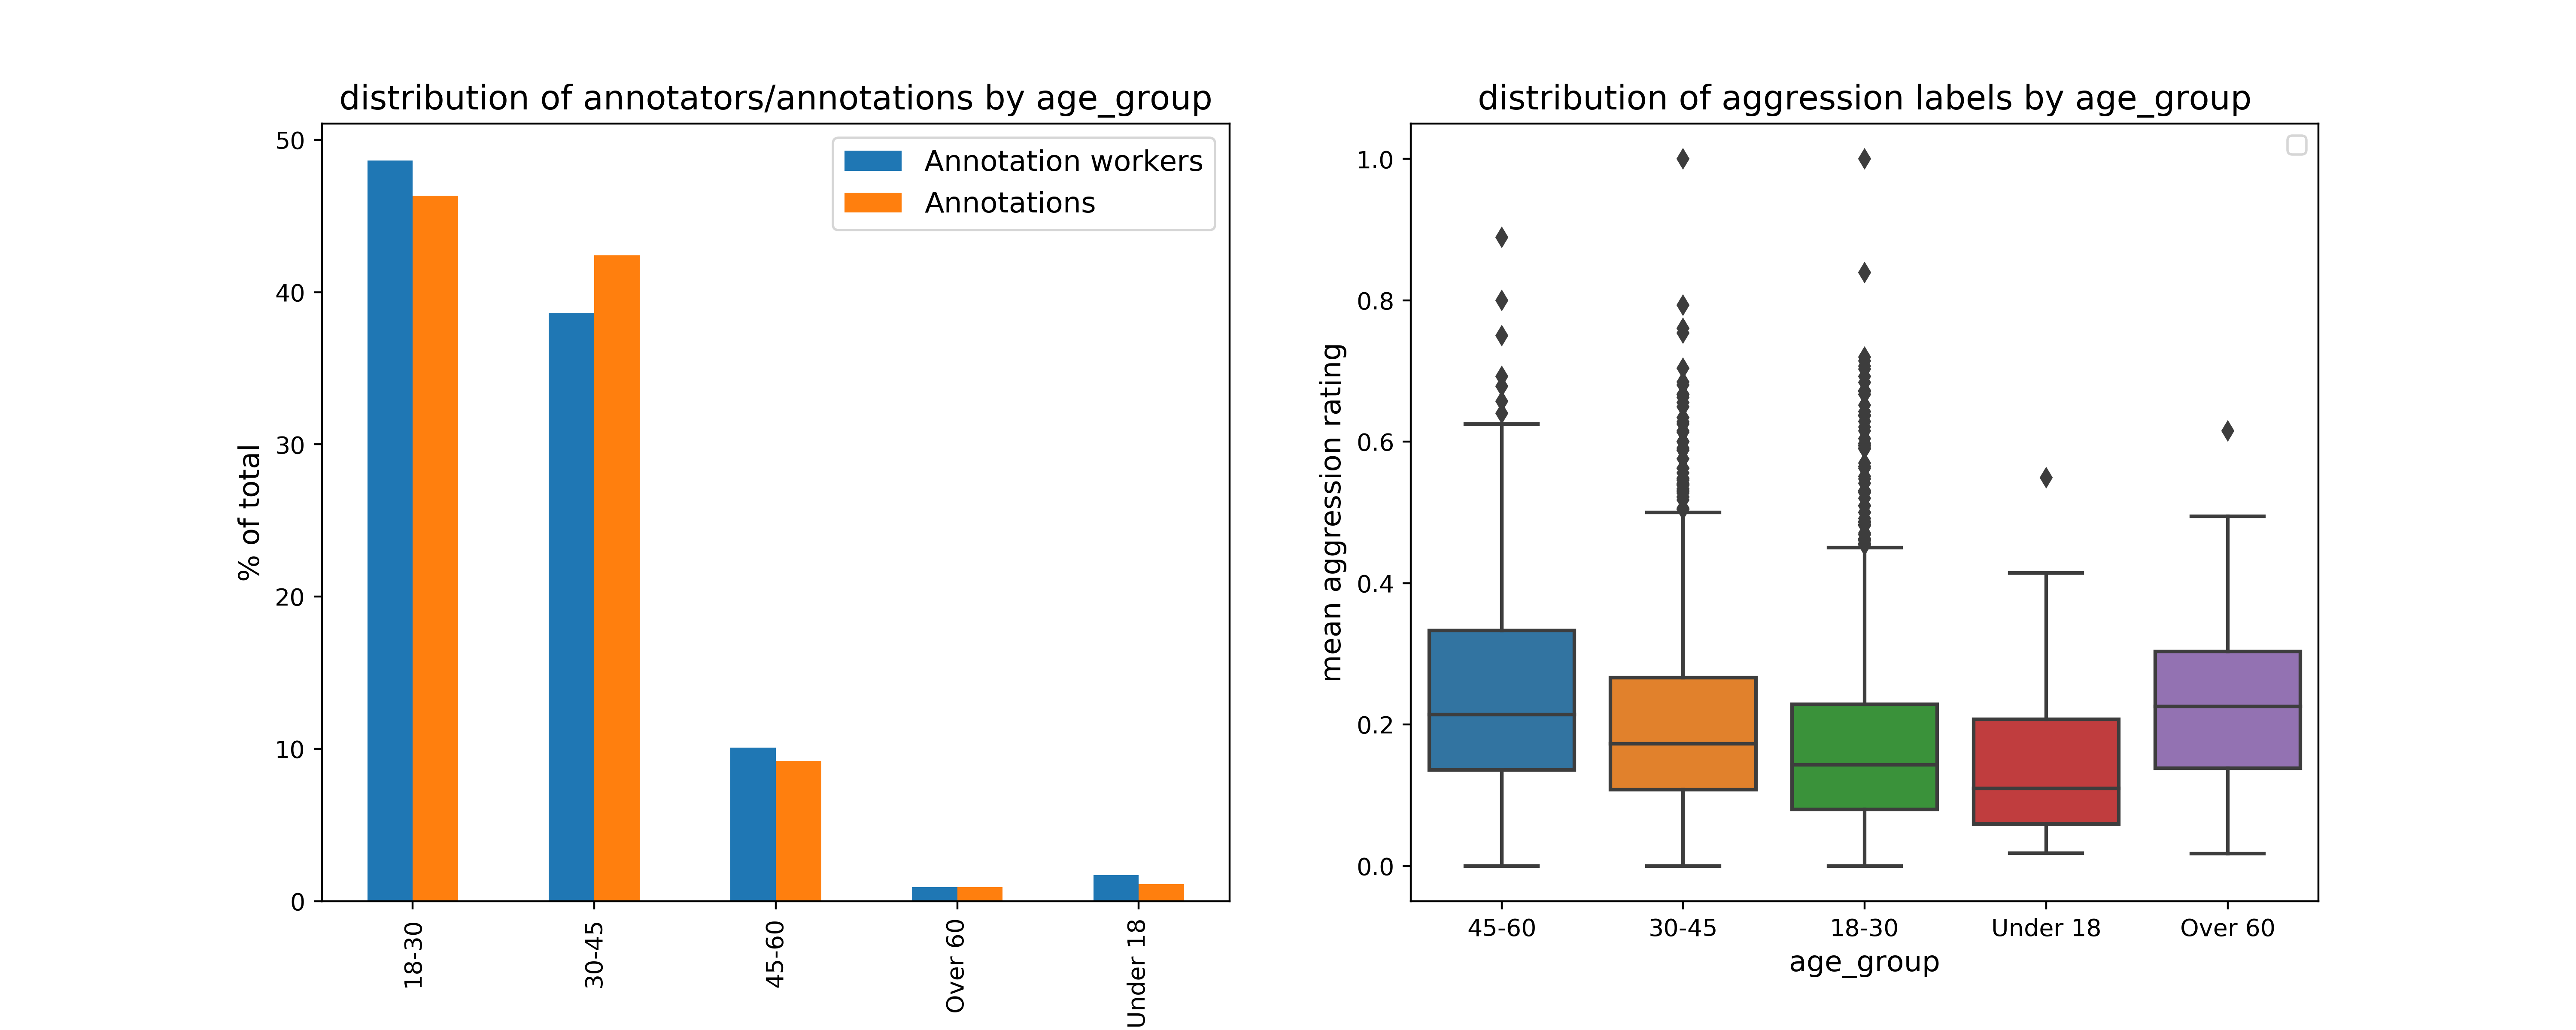 distribution of annotators/annotations by age_group
Annotation workers
Annotations
% of total
50
40
30
20
10
0
18-30
30-45
45-60
Over 60
Under 18
distribution of aggression labels by age_group
mean aggression rating
1.0
0.8
0.6
0.4
0.2
0.0
45-60
30-45
18-30
Under 18
Over 60
age_group